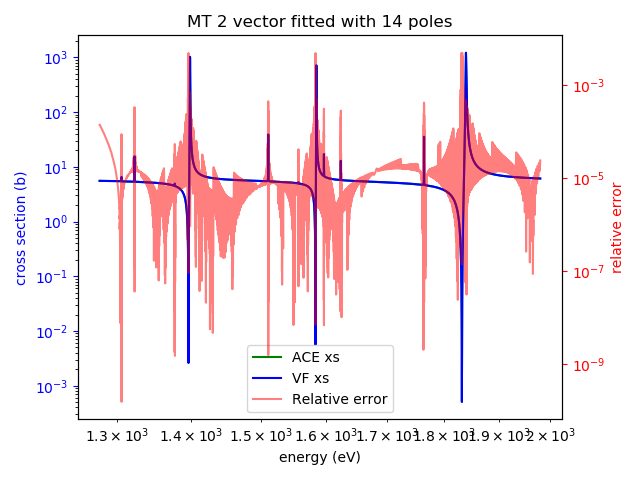 MT 2 vector fitted with 14 poles
10³
10²
10¹
10⁰
10⁻¹
10⁻²
10⁻³
cross section (b)
10⁻³
10⁻⁵
10⁻⁷
10⁻⁹
relative error
ACE xs
VF xs
Relative error
1.3 × 10³ 1.4 × 10³ 1.5 × 10³ 1.6 × 10³ 1.7 × 10³ 1.8 × 10³ 1.9 × 10³ 2 × 10³
energy (eV)